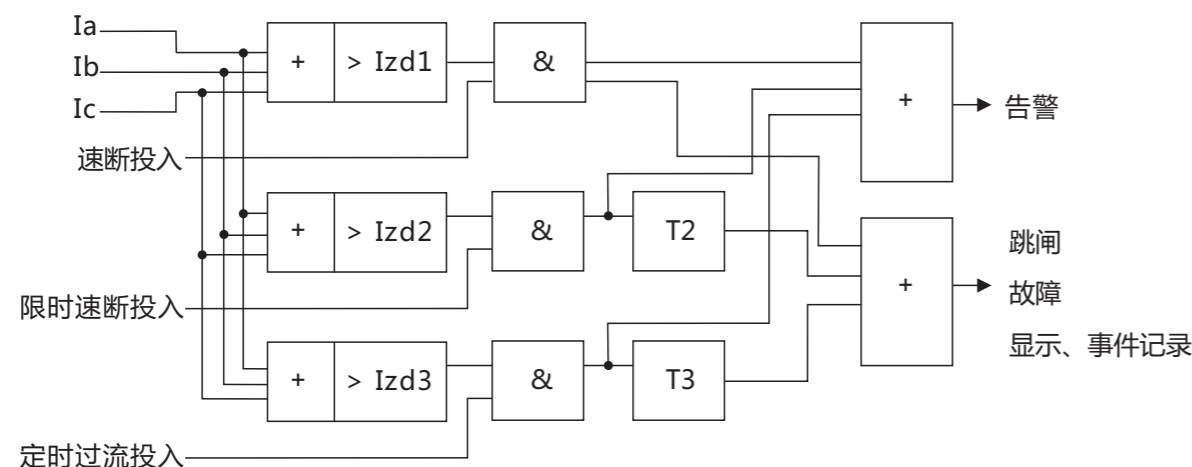 Ia
Ib
Ic
+ > Izd1 & + 告警
速断投入
+ > Izd2 & T2
限时速断投入
+ 跳闸
故障
显示、事件记录
+ > Izd3 & T3
定时过流投入